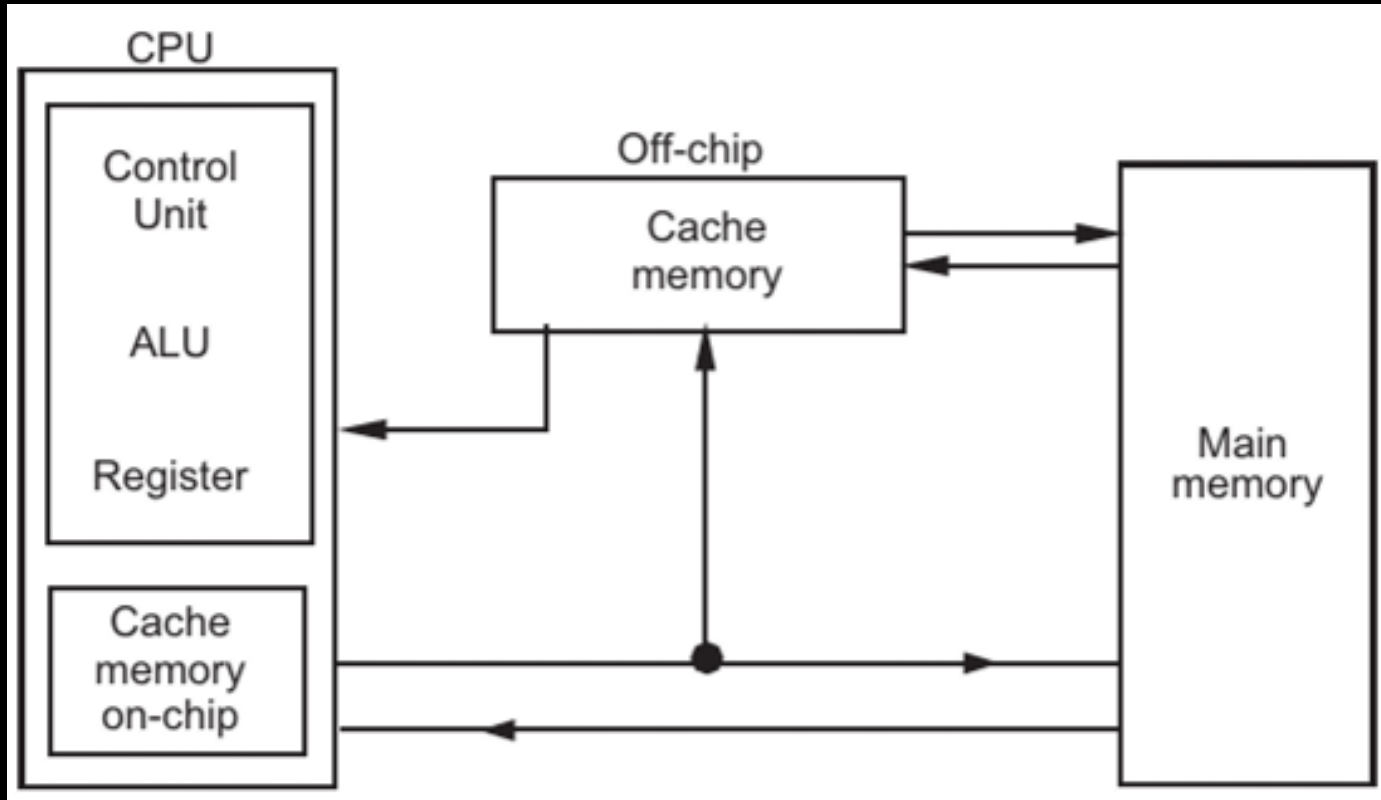 CPU
Control
Unit
ALU
Register
Cache
memory
on-chip
Off-chip
Cache
memory
Main
memory